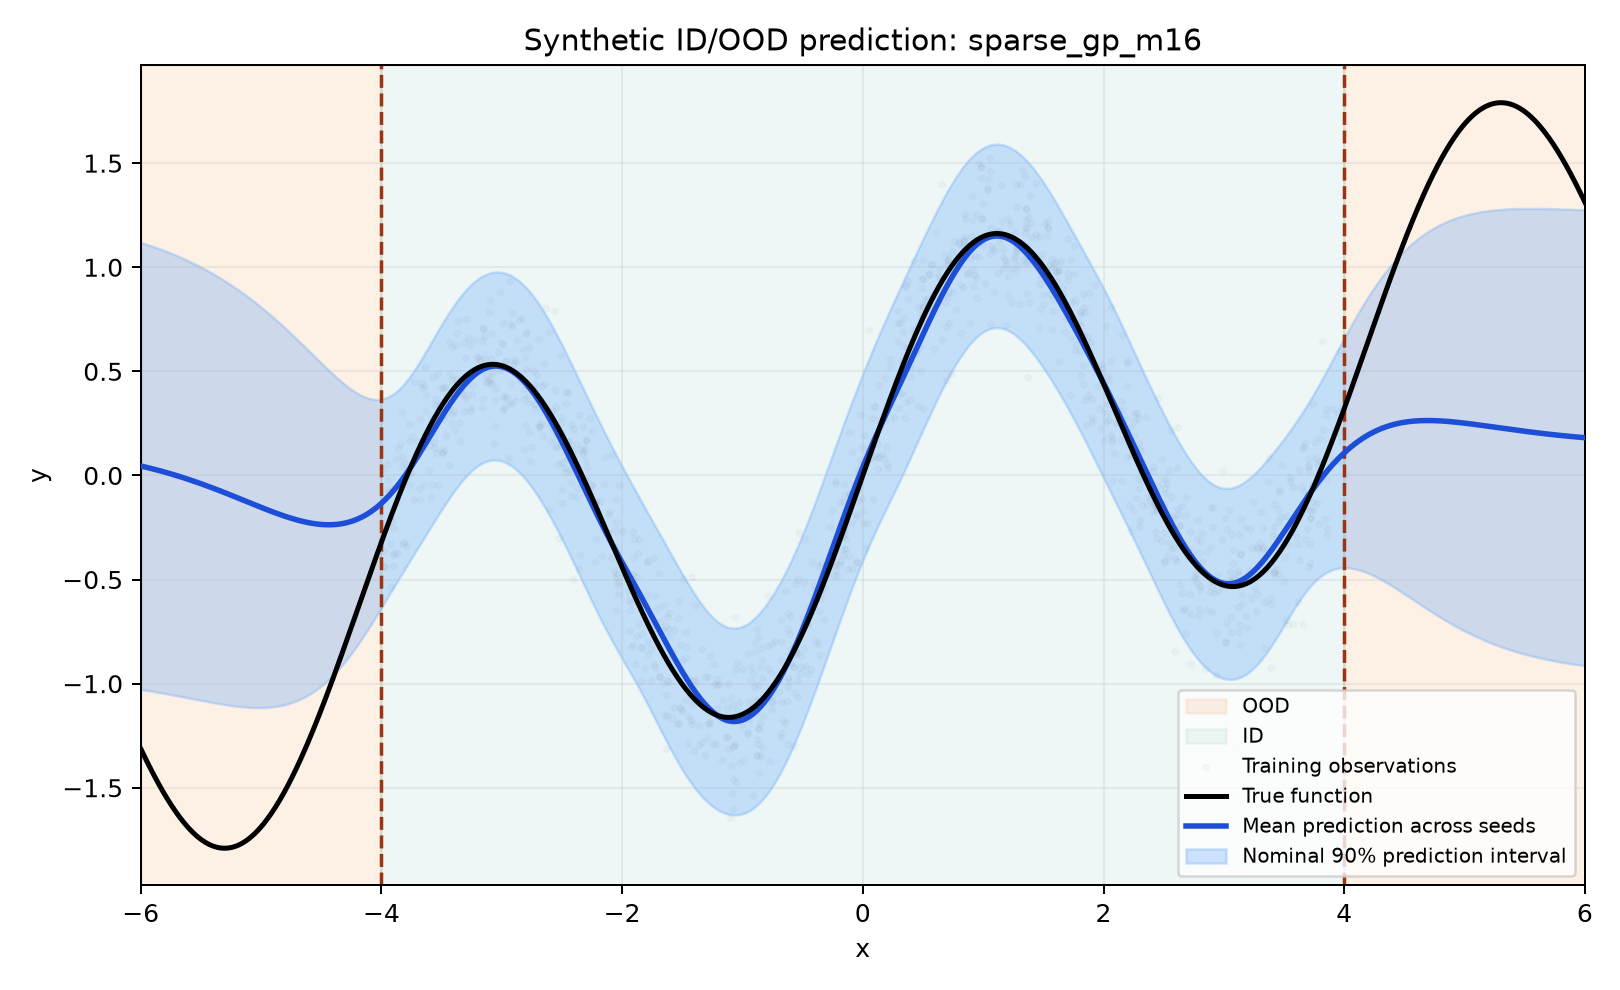 Synthetic ID/OOD prediction: sparse_gp_m16
y
1.5
1.0
0.5
0.0
−0.5
−1.0
−1.5
OOD
ID
Training observations
True function
Mean prediction across seeds
Nominal 90% prediction interval
−6 −4 −2 0 2 4 6
x